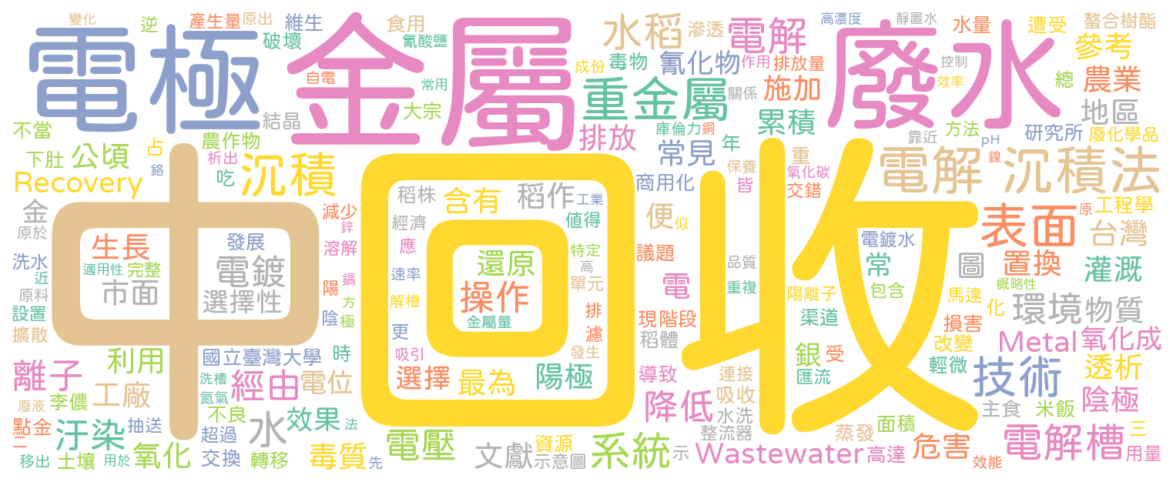 變化 逆 產生量 原出 維生 食用 水稻 滲透 電解 高濃度 靜置水 水量 遭受 螯合樹酯
電極 金屬 廢水
破壞 氰酸鹽 成份 毒物 氰化物 作用 排放量 控制 總 參考
自電 常用 重金屬 關係 施加 效率 農業
不當 農作物 結晶 大宗 排放 庫倫力 銅 年 累積 靠近 方法 pH 研究所 地區 廢化學品
下肚 公頃 占 鉻 析出 吃 沉積 常見 保養 重 氧化碳 電解 沉積法 鎳
Recovery 稻株 含有 稻作 工業 商用化 皆 交錯 原 工程學
中 回收
金 原於 減少 鋅 經濟 值得 便 似 表面 台灣
生長 發展 溶解 應 還原 特定 議題 電鍍水 常 圖 置換 灌溉
洗水 近 適用性 完整 電鍍 陽 鎘 速率 高 單元 品質 包含 概略性
原料 市面 選擇性 方 解槽 操作 電 重複 陽離子 馬達 化 環境 物質
設置 擴散 陰 極 更 金屬量 排 濾 現階段 渠道 損害
離子 利用 國立臺灣大學 時 吸引 發生 稻體 銀 受 改變 Metal 氧化成
工廠 洗槽 氮氣 經由 電位 選擇 最為 陽極 導致 連接 匯流 輕微 技術 透析
廢液 李儂 不良 效果 法 降低 吸收 水洗 主食 米飯 陰極
點金 二 汙染 抽送 超過 水 電壓 文獻 資源 系統 整流器 蒸發 面積 危害 電解槽 三
移出 土壤 用於 氧化 交換 轉移 毒質 先 示意圖 示 Wastewater 高達 效能 用量